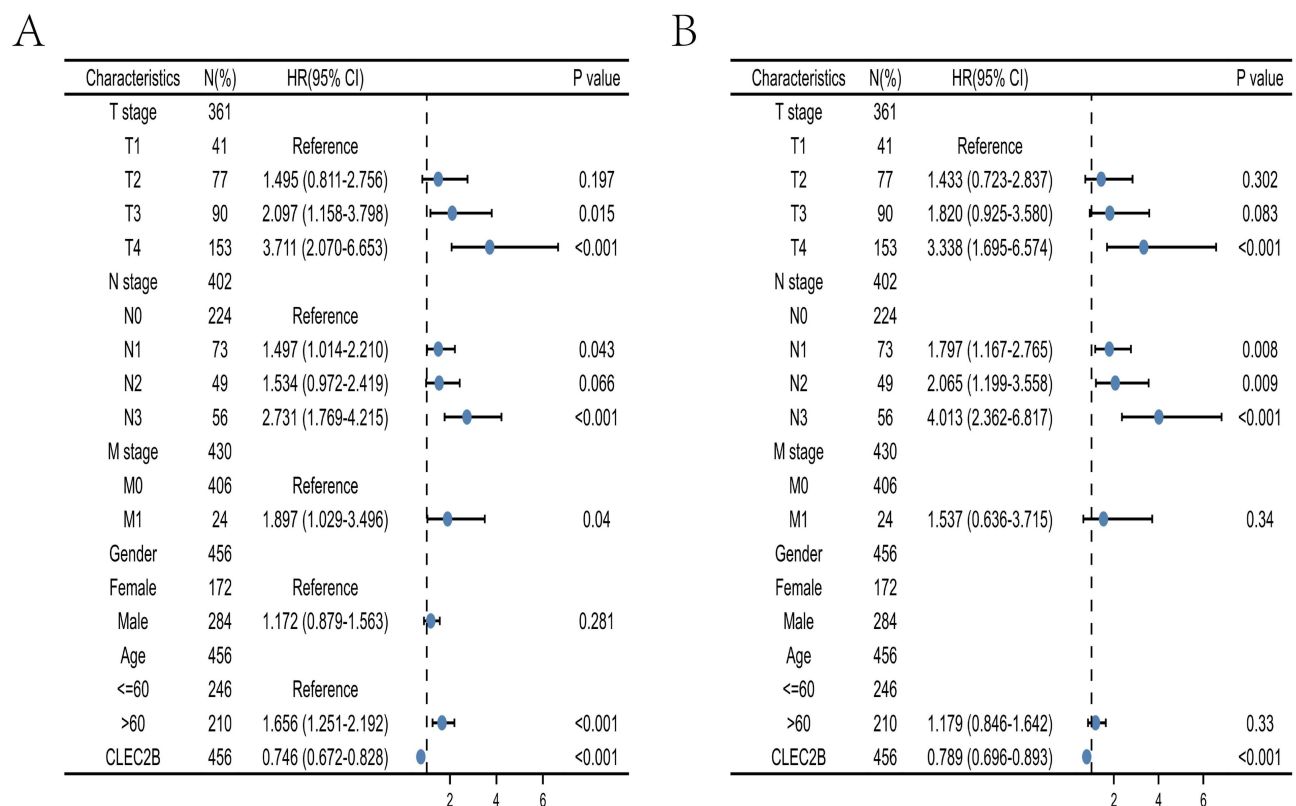 A
Characteristics N(%) HR(95% CI) P value
T stage 361
T1 41 Reference
T2 77 1.495 (0.811-2.756) 0.197
T3 90 2.097 (1.158-3.798) 0.015
T4 153 3.711 (2.070-6.653) <0.001
N stage 402
N0 224 Reference
N1 73 1.497 (1.014-2.210) 0.043
N2 49 1.534 (0.972-2.419) 0.066
N3 56 2.731 (1.769-4.215) <0.001
M stage 430
M0 406 Reference
M1 24 1.897 (1.029-3.496) 0.04
Gender 456
Female 172 Reference
Male 284 1.172 (0.879-1.563) 0.281
Age 456
<=60 246 Reference
>60 210 1.656 (1.251-2.192) <0.001
CLEC2B 456 0.746 (0.672-0.828) <0.001
2 4 6
B
Characteristics N(%) HR(95% CI) P value
T stage 361
T1 41 Reference
T2 77 1.433 (0.723-2.837) 0.302
T3 90 1.820 (0.925-3.580) 0.083
T4 153 3.338 (1.695-6.574) <0.001
N stage 402
N0 224
N1 73 1.797 (1.167-2.765) 0.008
N2 49 2.065 (1.199-3.558) 0.009
N3 56 4.013 (2.362-6.817) <0.001
M stage 430
M0 406
M1 24 1.537 (0.636-3.715) 0.34
Gender 456
Female 172
Male 284
Age 456
<=60 246
>60 210 1.179 (0.846-1.642) 0.33
CLEC2B 456 0.789 (0.696-0.893) <0.001
2 4 6